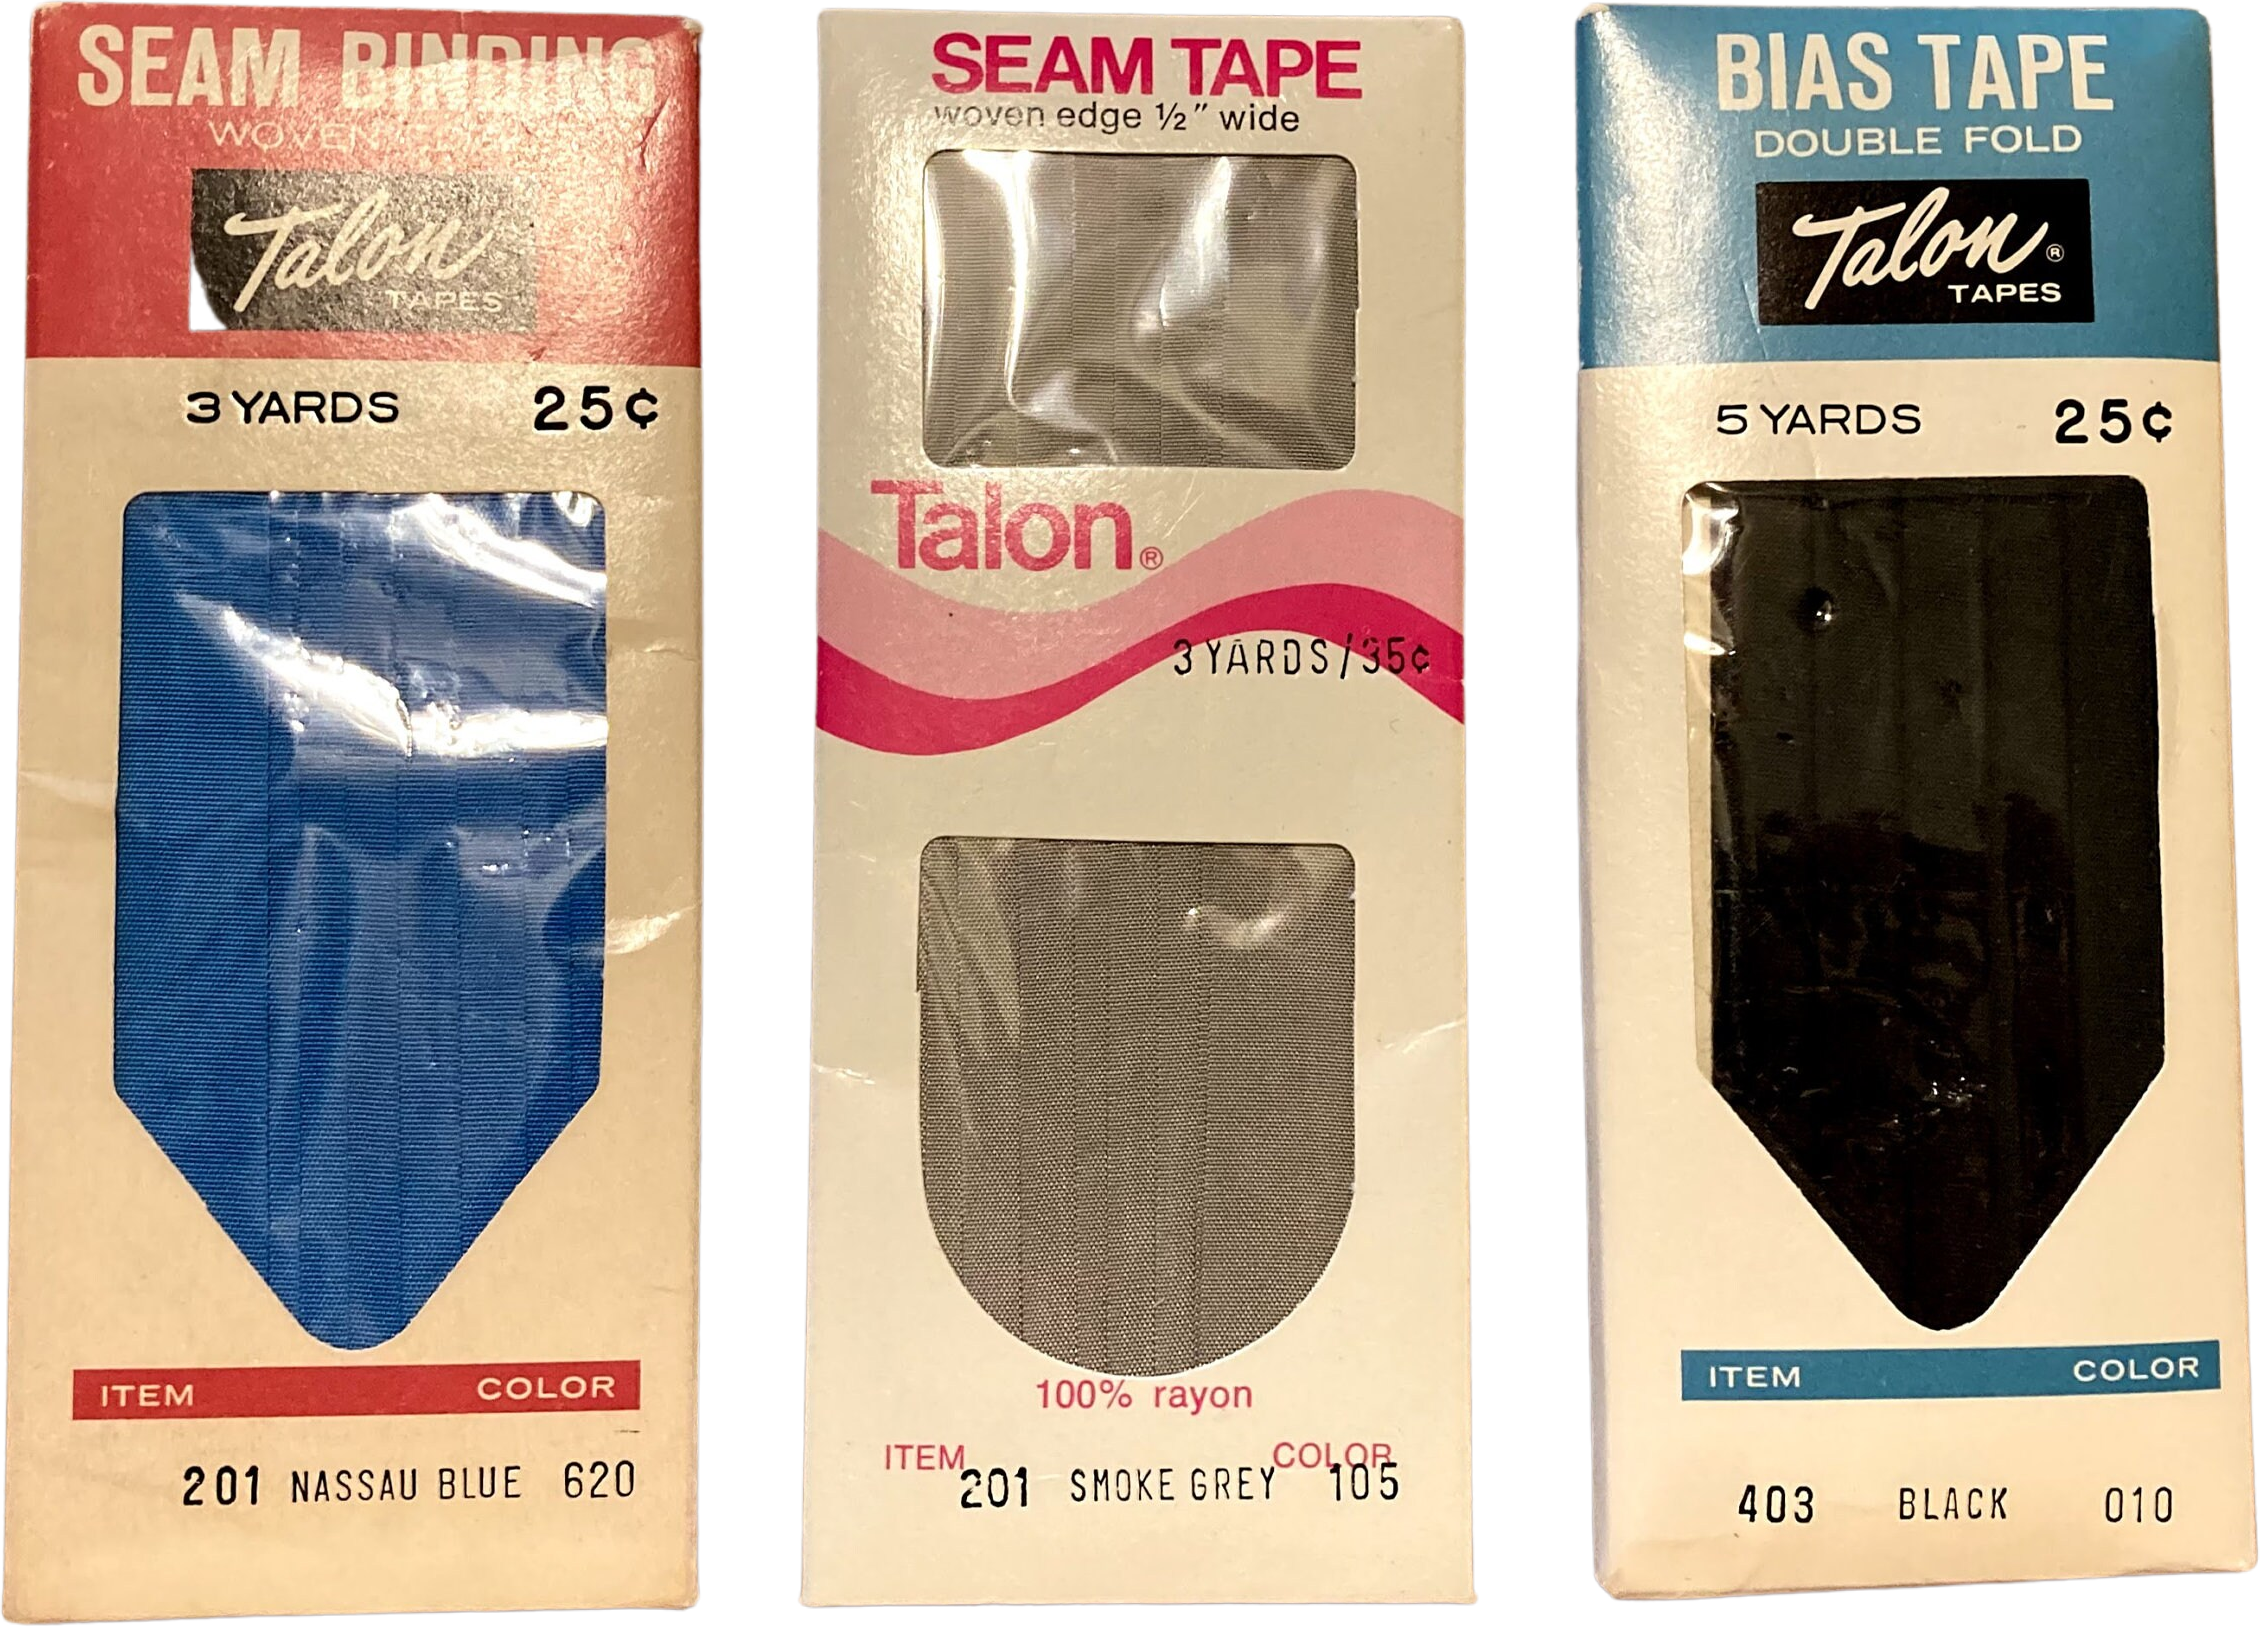 SEAM BINDING
WOVEN
Talon
TAPES
3 YARDS 25¢
ITEM COLOR
201 NASSAU BLUE 620
SEAM TAPE
woven edge ½" wide
Talon®
3 YARDS/35¢
100% rayon
ITEM COLOR
201 SMOKE GREY 105
BIAS TAPE
DOUBLE FOLD
Talon®
TAPES
5 YARDS 25¢
ITEM COLOR
403 BLACK 010